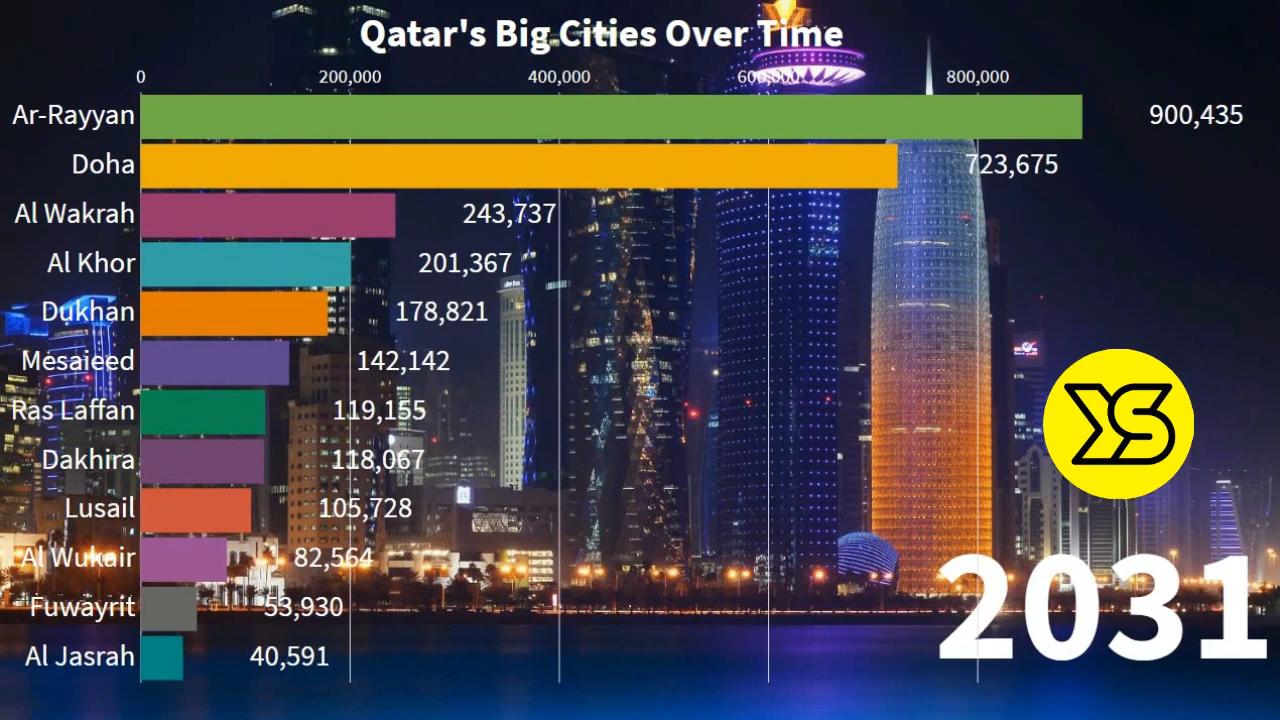 Qatar's Big Cities Over Time
0 200,000 400,000 600,000 800,000
Ar-Rayyan 900,435
Doha 723,675
Al Wakrah 243,737
Al Khor 201,367
Dukhan 178,821
Mesaieed 142,142
Ras Laffan 119,155
Dakhira 118,067
Lusail 105,728
Al Wukair 82,564
Fuwayrit 53,930
Al Jasrah 40,591
XS
2031